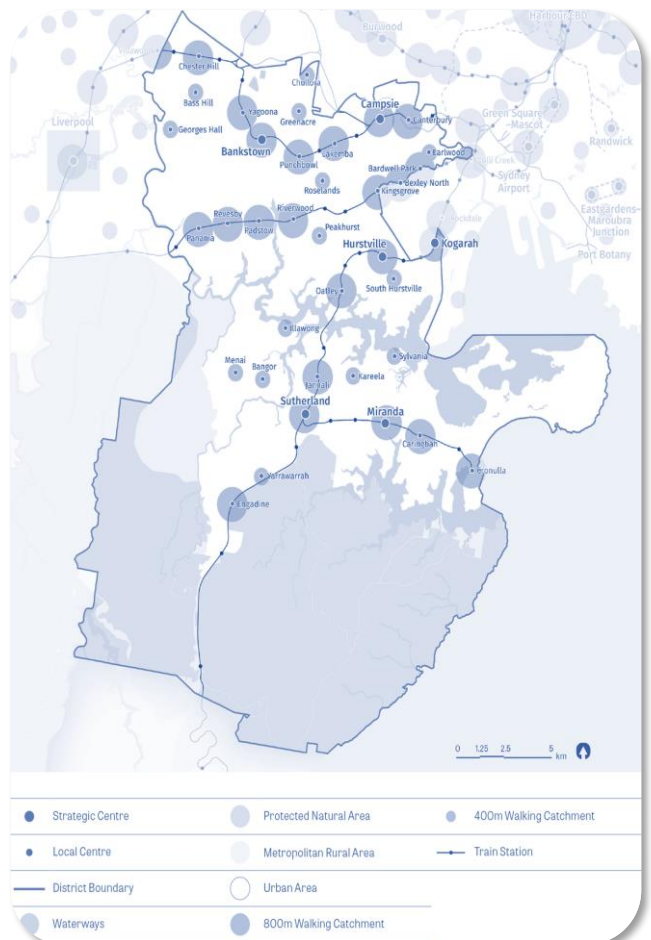 Harbour CBD
Burwood
Villawood
Chester Hill
Chullora
Bass Hill
Campsie
Yagoona
Canterbury
Greenacre
Green Square
-Mascot
Liverpool
Georges Hall
Randwick
Bankstown
Lakemba
Earlwood
Punchbowl
Bardwell Park
Sydney
Airport
Bexley North
Roselands
Kingsgrove
Eastgardens-
Maroubra
Junction
Revesby
Riverwood
Rockdale
Panania
Padstow
Peakhurst
Hurstville
Kogarah
Port Botany
South Hurstville
Oatley
Illawong
Menai
Bangor
Sylvania
Kareela
Jannali
Sutherland
Miranda
Caringbah
Cronulla
Yarrawarrah
Engadine
0 1.25 2.5 5
km
Strategic Centre
Protected Natural Area
400m Walking Catchment
Local Centre
Metropolitan Rural Area
Train Station
District Boundary
Urban Area
Waterways
800m Walking Catchment